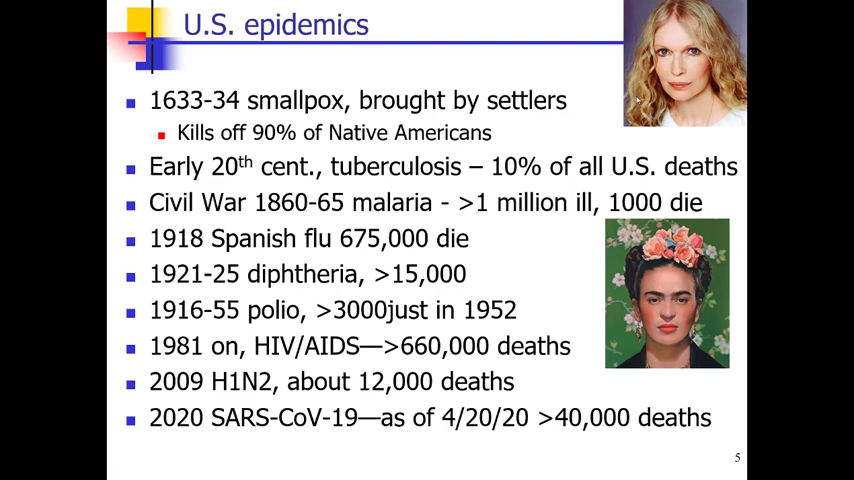 U.S. epidemics
1633-34 smallpox, brought by settlers
Kills off 90% of Native Americans
Early 20th cent., tuberculosis – 10% of all U.S. deaths
Civil War 1860-65 malaria - >1 million ill, 1000 die
1918 Spanish flu 675,000 die
1921-25 diphtheria, >15,000
1916-55 polio, >3000just in 1952
1981 on, HIV/AIDS—>660,000 deaths
2009 H1N2, about 12,000 deaths
2020 SARS-CoV-19—as of 4/20/20 >40,000 deaths
5